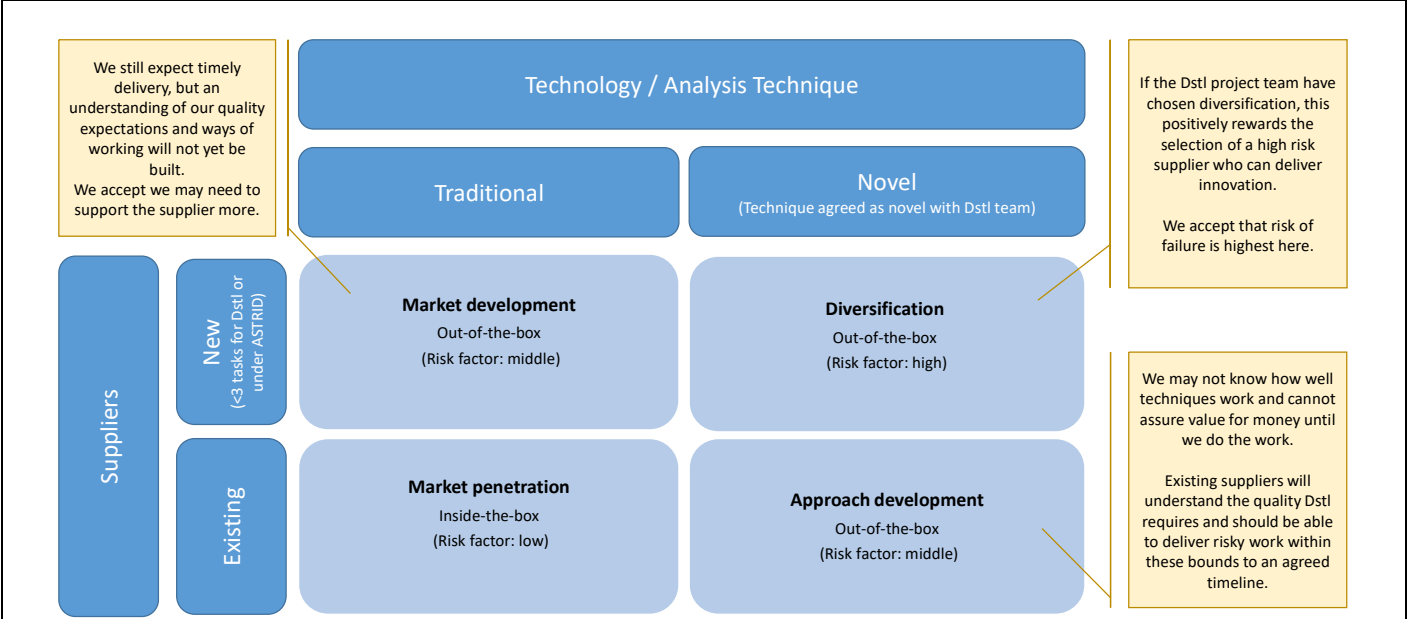 We still expect timely
delivery, but an
understanding of our quality
expectations and ways of
working will not yet be
built.
We accept we may need to
support the supplier more.
Technology / Analysis Technique
Traditional
Novel
(Technique agreed as novel with Dstl team)
If the Dstl project team have
chosen diversification, this
positively rewards the
selection of a high risk
supplier who can deliver
innovation.
We accept that risk of
failure is highest here.
Suppliers
New
(<3 tasks for Dstl or
under ASTRID)
Market development
Out-of-the-box
(Risk factor: middle)
Diversification
Out-of-the-box
(Risk factor: high)
Existing
Market penetration
Inside-the-box
(Risk factor: low)
Approach development
Out-of-the-box
(Risk factor: middle)
We may not know how well
techniques work and cannot
assure value for money until
we do the work.
Existing suppliers will
understand the quality Dstl
requires and should be able
to deliver risky work within
these bounds to an agreed
timeline.